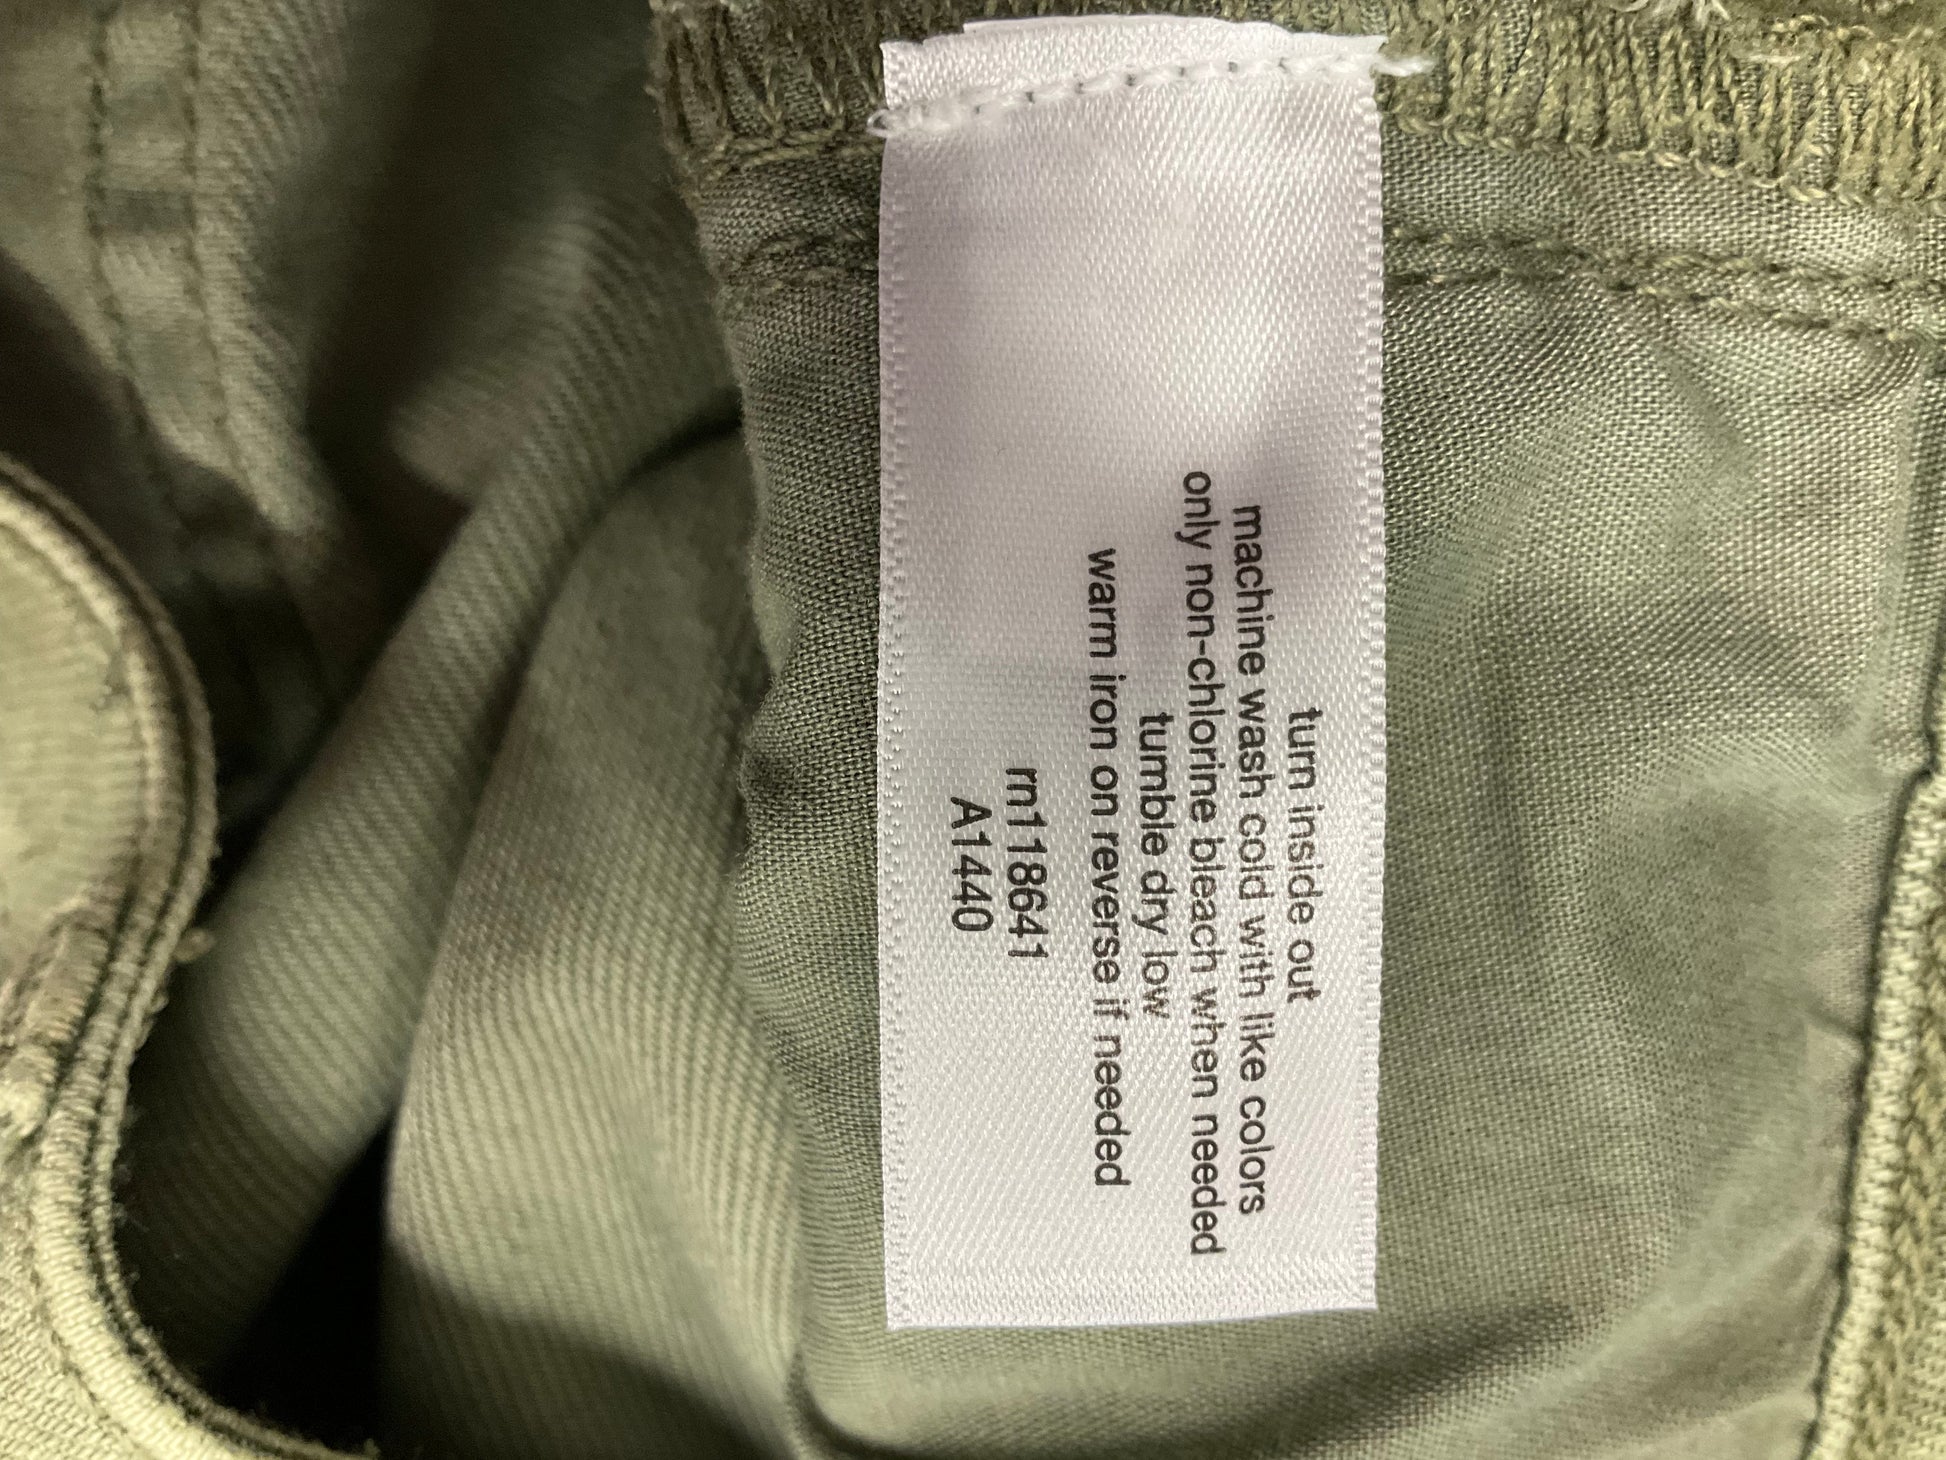 turn inside out
machine wash cold with like colors
only non-chlorine bleach when needed
tumble dry low
warm iron on reverse if needed
rn118641
A1440